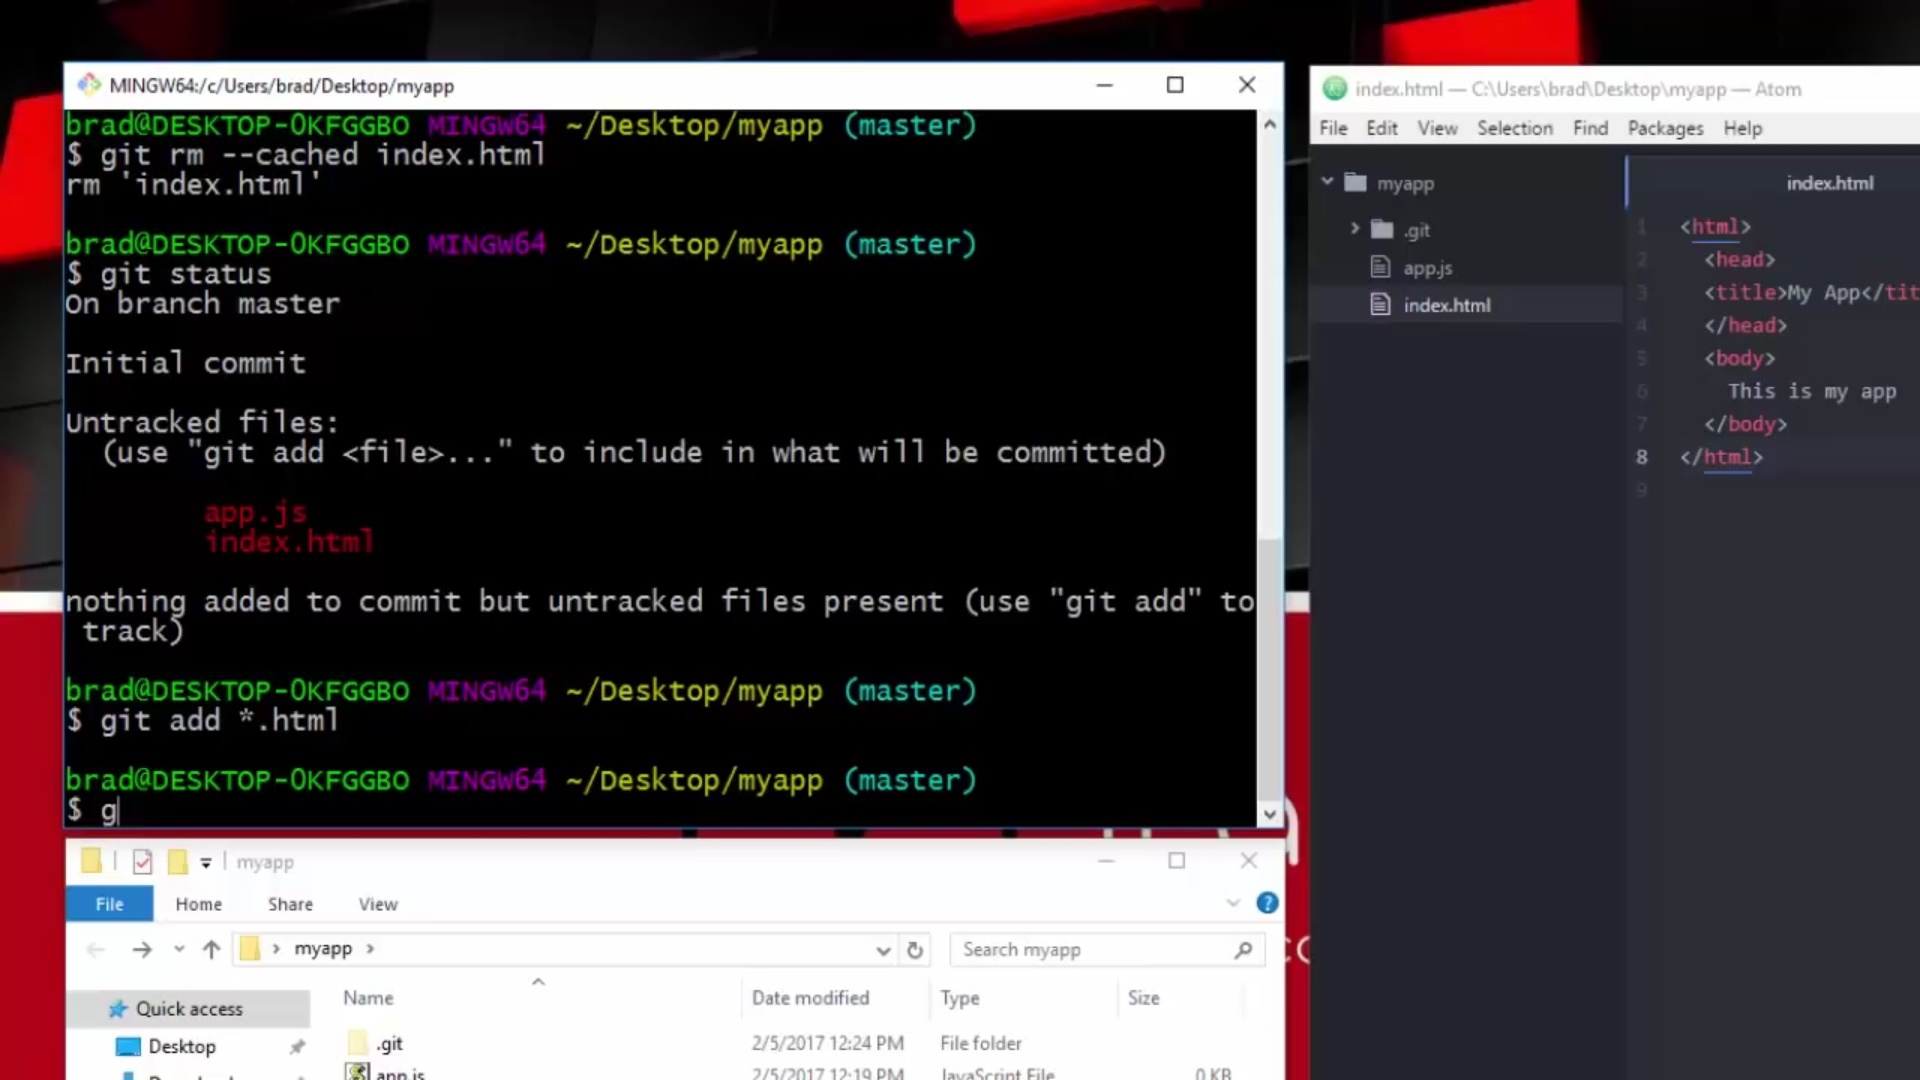 MINGW64:/c/Users/brad/Desktop/myapp
brad@DESKTOP-0KFGGBO MINGW64 ~/Desktop/myapp (master)
$ git rm --cached index.html
rm 'index.html'
brad@DESKTOP-0KFGGBO MINGW64 ~/Desktop/myapp (master)
$ git status
On branch master
Initial commit
Untracked files:
(use "git add <file>..." to include in what will be committed)
app.js
index.html
nothing added to commit but untracked files present (use "git add" to
track)
brad@DESKTOP-0KFGGBO MINGW64 ~/Desktop/myapp (master)
$ git add *.html
brad@DESKTOP-0KFGGBO MINGW64 ~/Desktop/myapp (master)
$ g
index.html — C:\Users\brad\Desktop\myapp — Atom
File Edit View Selection Find Packages Help
myapp
.git
app.js
index.html
index.html
1 <html>
2 <head>
3 <title>My App</tit
4 </head>
5 <body>
6 This is my app
7 </body>
8 </html>
9
myapp
File Home Share View
myapp
Search myapp
Name Date modified Type Size
Quick access
Desktop
.git 2/5/2017 12:24 PM File folder
app.js 2/5/2017 12:19 PM JavaScript File 0 KB